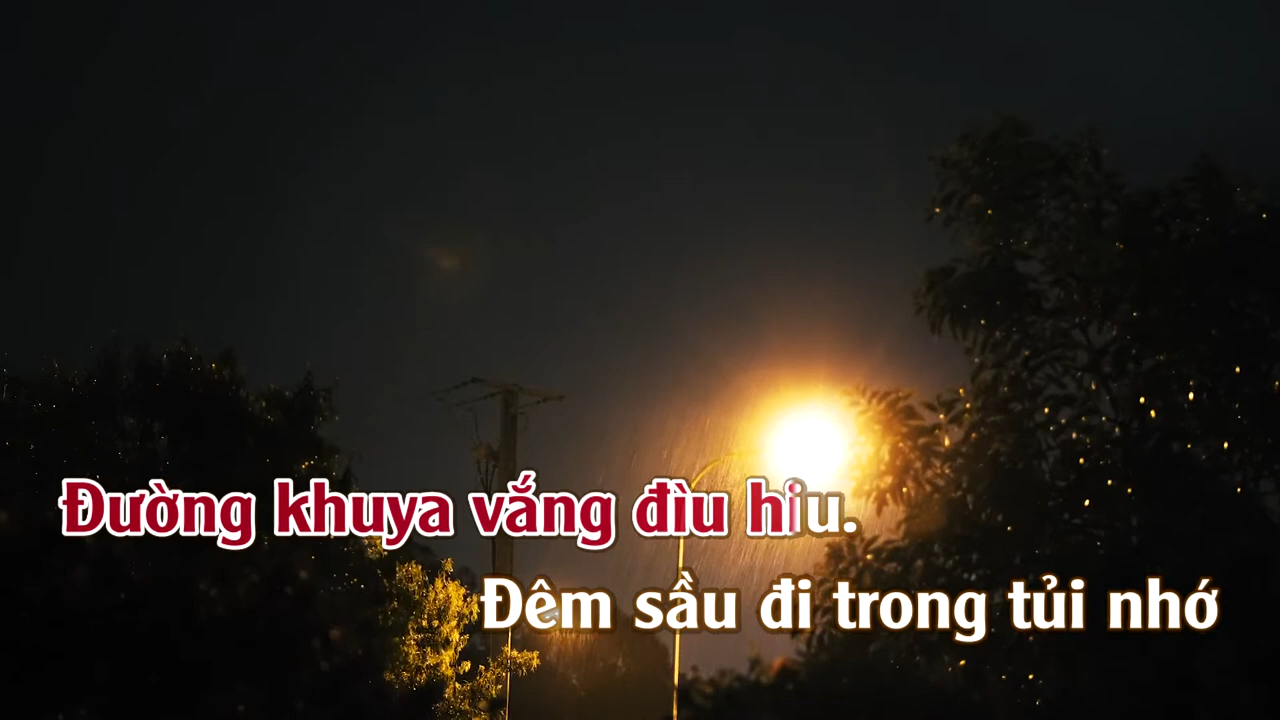 Đường khuya vắng đìu hiu.
Đêm sầu đi trong tủi nhớ